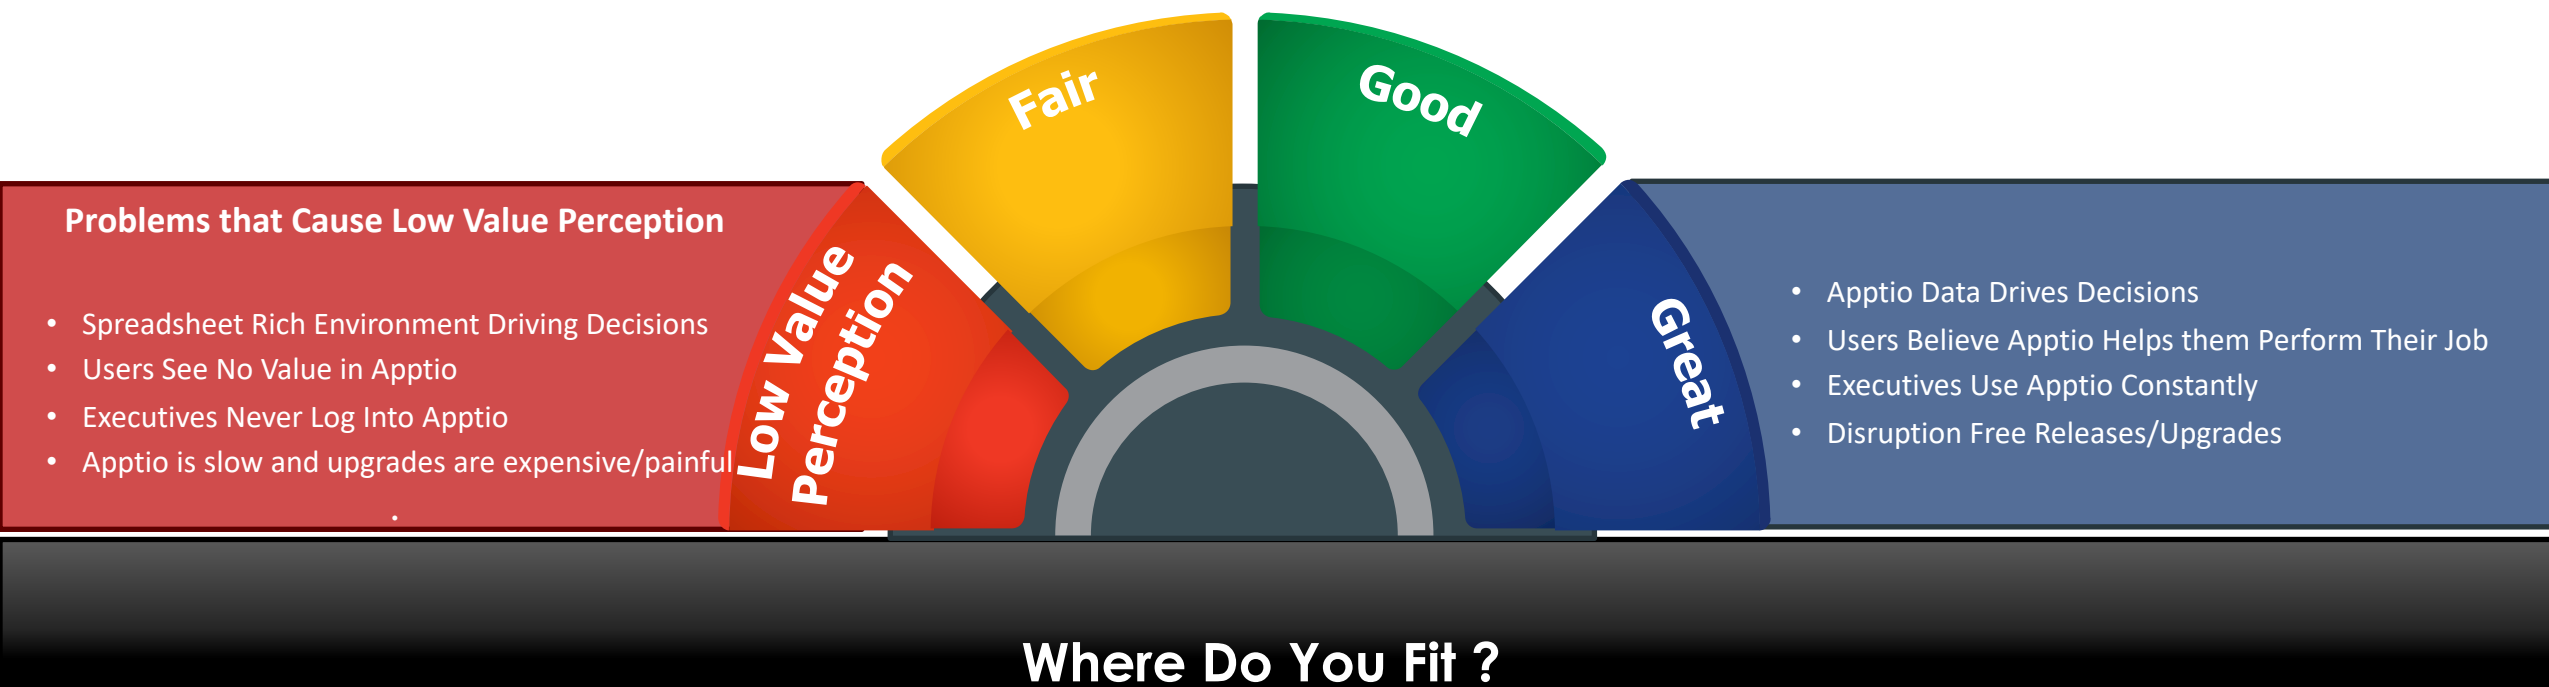 Fair
Good
Problems that Cause Low Value Perception
• Spreadsheet Rich Environment Driving Decisions
• Users See No Value in Apptio
• Executives Never Log Into Apptio
• Apptio is slow and upgrades are expensive/painful
.
Low Value
Perception
Great
• Apptio Data Drives Decisions
• Users Believe Apptio Helps them Perform Their Job
• Executives Use Apptio Constantly
• Disruption Free Releases/Upgrades
Where Do You Fit ?